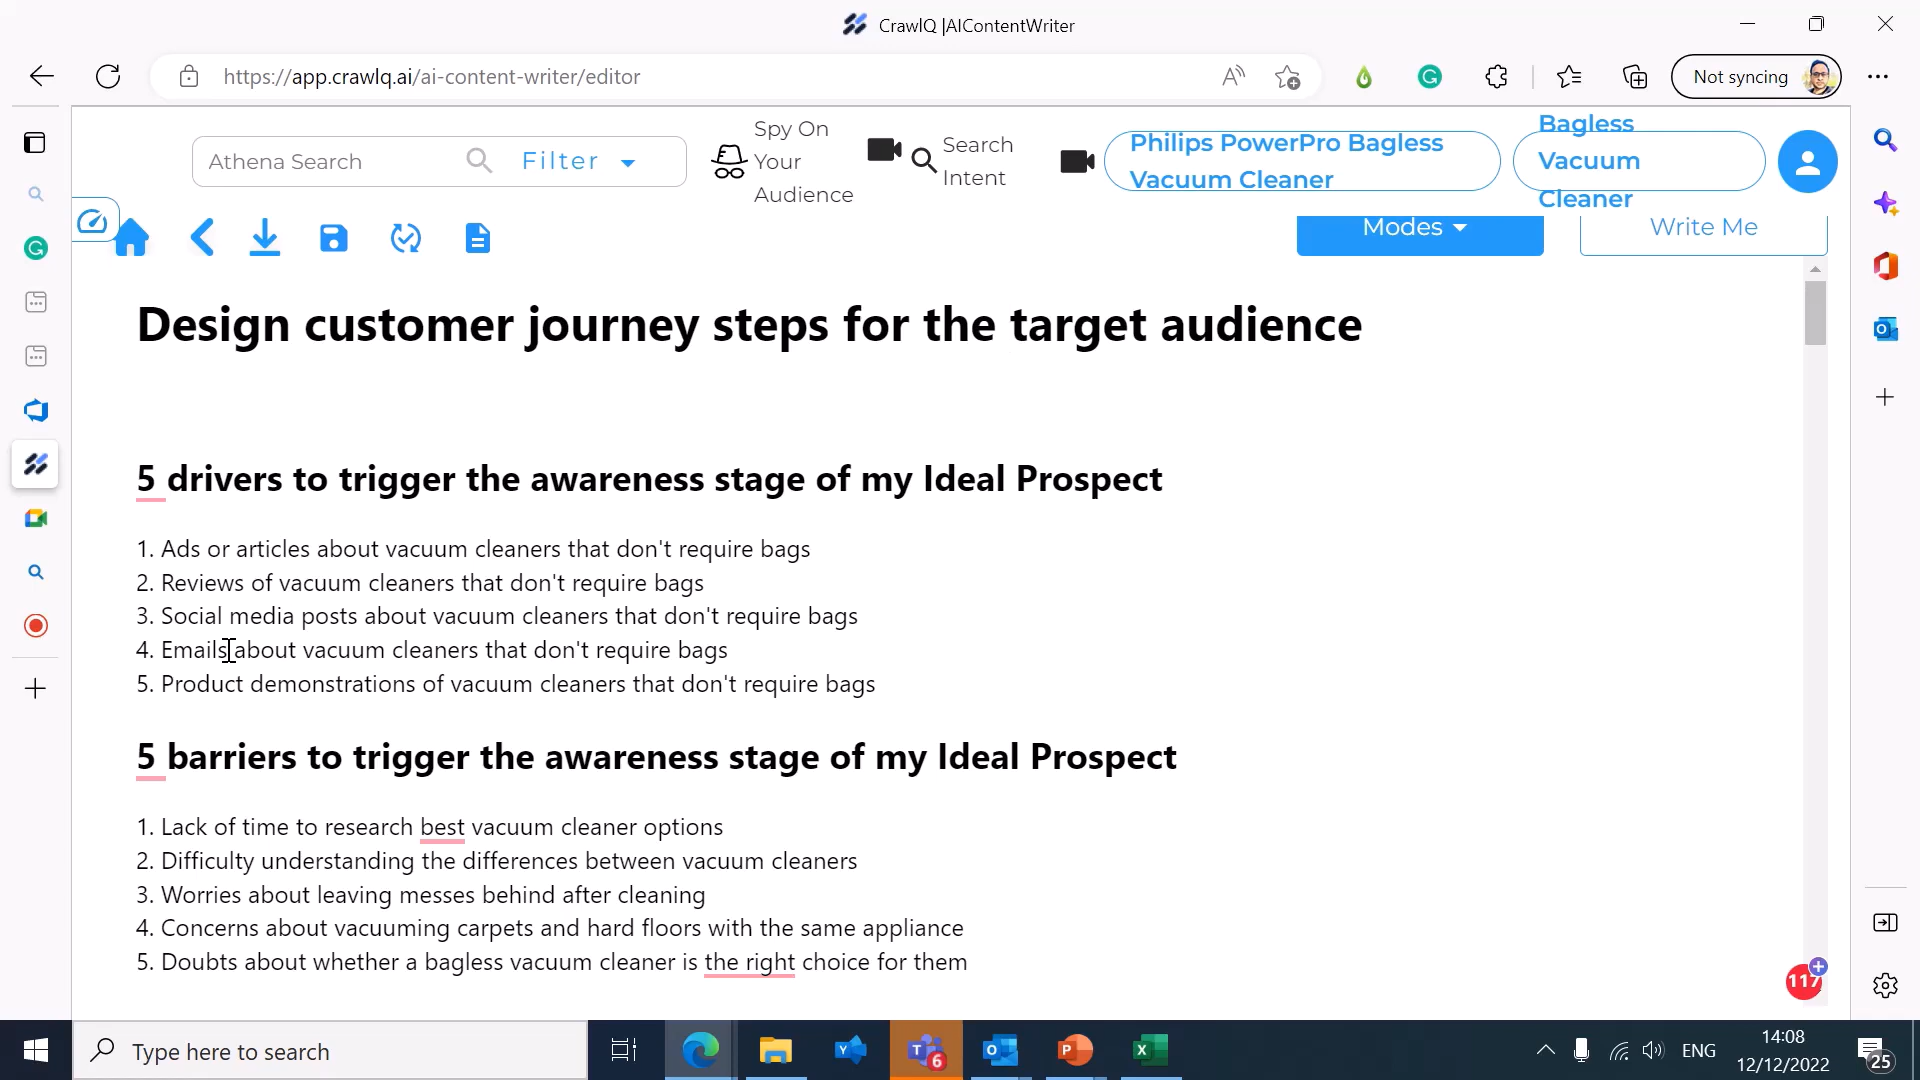 CrawlQ |AIContentWriter
https://app.crawlq.ai/ai-content-writer/editor
Not syncing
Athena Search
Filter
Spy On
Your
Audience
Search
Intent
Philips PowerPro Bagless
Vacuum Cleaner
Bagless
Vacuum
Cleaner
Modes
Write Me
Design customer journey steps for the target audience
5 drivers to trigger the awareness stage of my Ideal Prospect
1. Ads or articles about vacuum cleaners that don't require bags
2. Reviews of vacuum cleaners that don't require bags
3. Social media posts about vacuum cleaners that don't require bags
4. Emails about vacuum cleaners that don't require bags
5. Product demonstrations of vacuum cleaners that don't require bags
5 barriers to trigger the awareness stage of my Ideal Prospect
1. Lack of time to research best vacuum cleaner options
2. Difficulty understanding the differences between vacuum cleaners
3. Worries about leaving messes behind after cleaning
4. Concerns about vacuuming carpets and hard floors with the same appliance
5. Doubts about whether a bagless vacuum cleaner is the right choice for them
117
Type here to search
6
ENG
14:08
12/12/2022
25